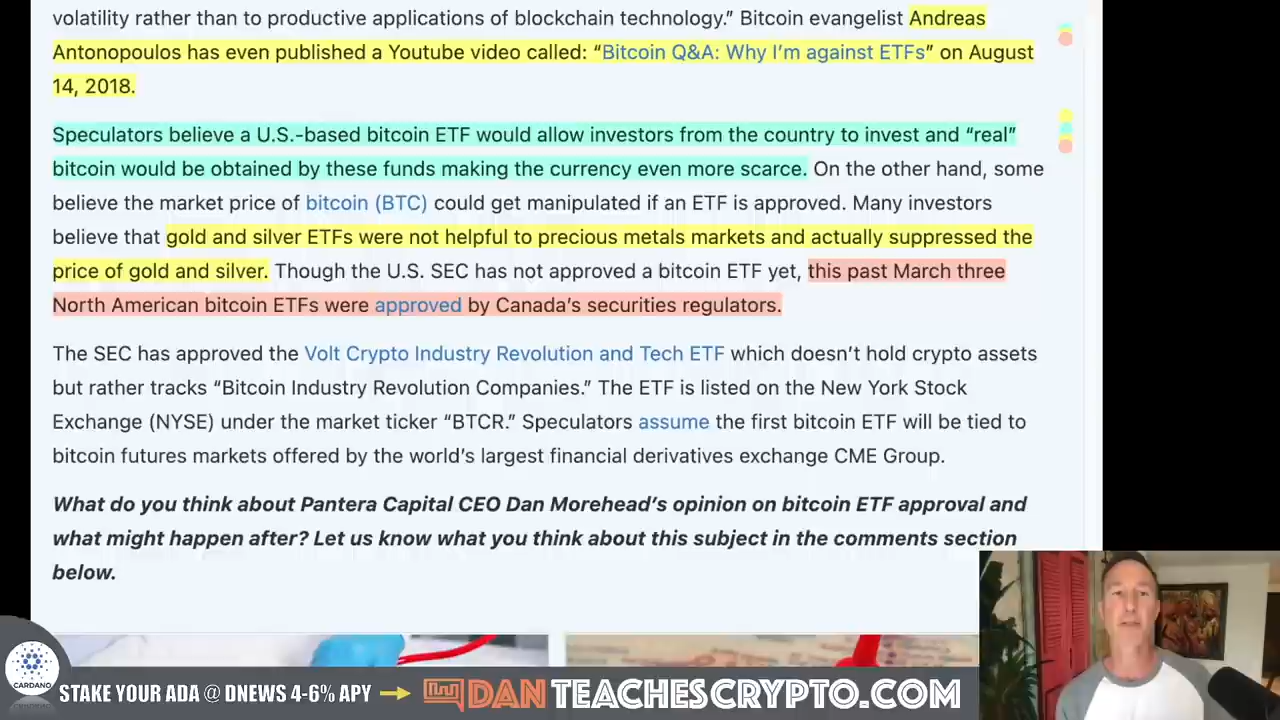 volatility rather than to productive applications of blockchain technology.” Bitcoin evangelist Andreas
Antonopoulos has even published a Youtube video called: “Bitcoin Q&A: Why I’m against ETFs” on August
14, 2018.
Speculators believe a U.S.-based bitcoin ETF would allow investors from the country to invest and “real”
bitcoin would be obtained by these funds making the currency even more scarce. On the other hand, some
believe the market price of bitcoin (BTC) could get manipulated if an ETF is approved. Many investors
believe that gold and silver ETFs were not helpful to precious metals markets and actually suppressed the
price of gold and silver. Though the U.S. SEC has not approved a bitcoin ETF yet, this past March three
North American bitcoin ETFs were approved by Canada’s securities regulators.
The SEC has approved the Volt Crypto Industry Revolution and Tech ETF which doesn’t hold crypto assets
but rather tracks “Bitcoin Industry Revolution Companies.” The ETF is listed on the New York Stock
Exchange (NYSE) under the market ticker “BTCR.” Speculators assume the first bitcoin ETF will be tied to
bitcoin futures markets offered by the world’s largest financial derivatives exchange CME Group.
What do you think about Pantera Capital CEO Dan Morehead’s opinion on bitcoin ETF approval and
what might happen after? Let us know what you think about this subject in the comments section
below.
CARDANO
STAKE YOUR ADA @ DNEWS 4-6% APY
DANTEACHESCRYPTO.COM